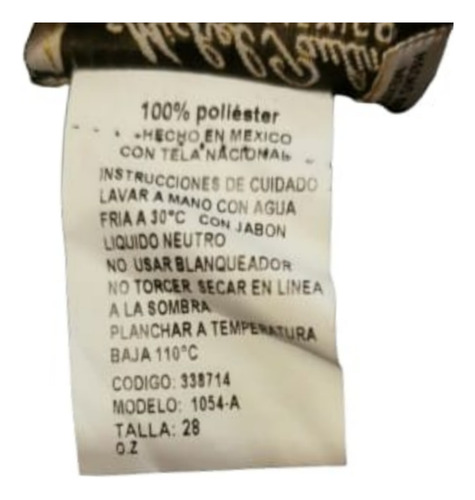 MEXICO
Michel
100% poliéster
HECHO EN MEXICO
CON TELA NACIONAL
INSTRUCCIONES DE CUIDADO
LAVAR A MANO CON AGUA
FRIA A 30°C CON JABON
LIQUIDO NEUTRO
NO USAR BLANQUEADOR
NO TORCER SECAR EN LINEA
A LA SOMBRA
PLANCHAR A TEMPERATURA
BAJA 110°C
CODIGO: 338714
MODELO: 1054-A
TALLA: 28
O.Z